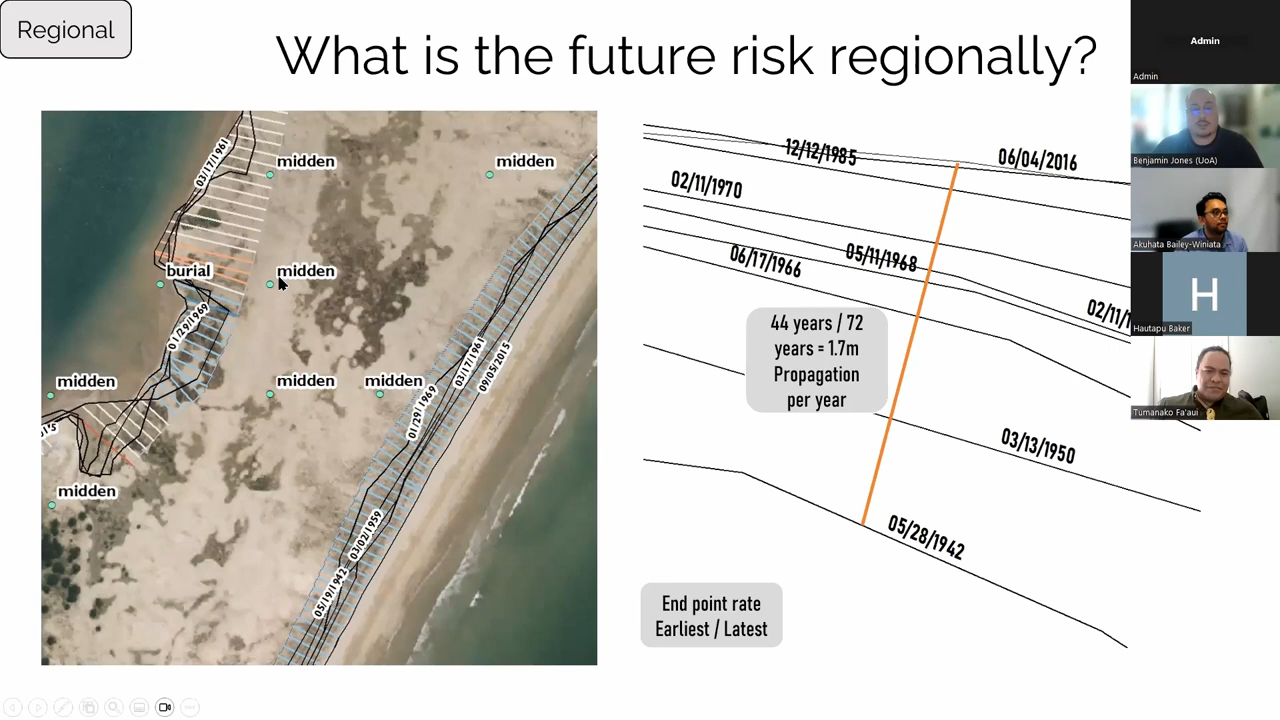 Regional
What is the future risk regionally?
03/17/1961
midden
midden
burial
midden
01/29/1969
midden
midden
midden
midden
01/29/1969
03/17/1961
09/05/2015
03/02/1959
05/19/1942
12/12/1985
06/04/2016
02/11/1970
05/11/1968
06/17/1966
02/11/1
44 years / 72
years = 1.7m
Propagation
per year
03/13/1950
05/28/1942
End point rate
Earliest / Latest
Admin
Admin
Benjamin Jones (UoA)
Akuhata Bailey-Winiata
H
Hautapu Baker
Tumanako Fa'aui